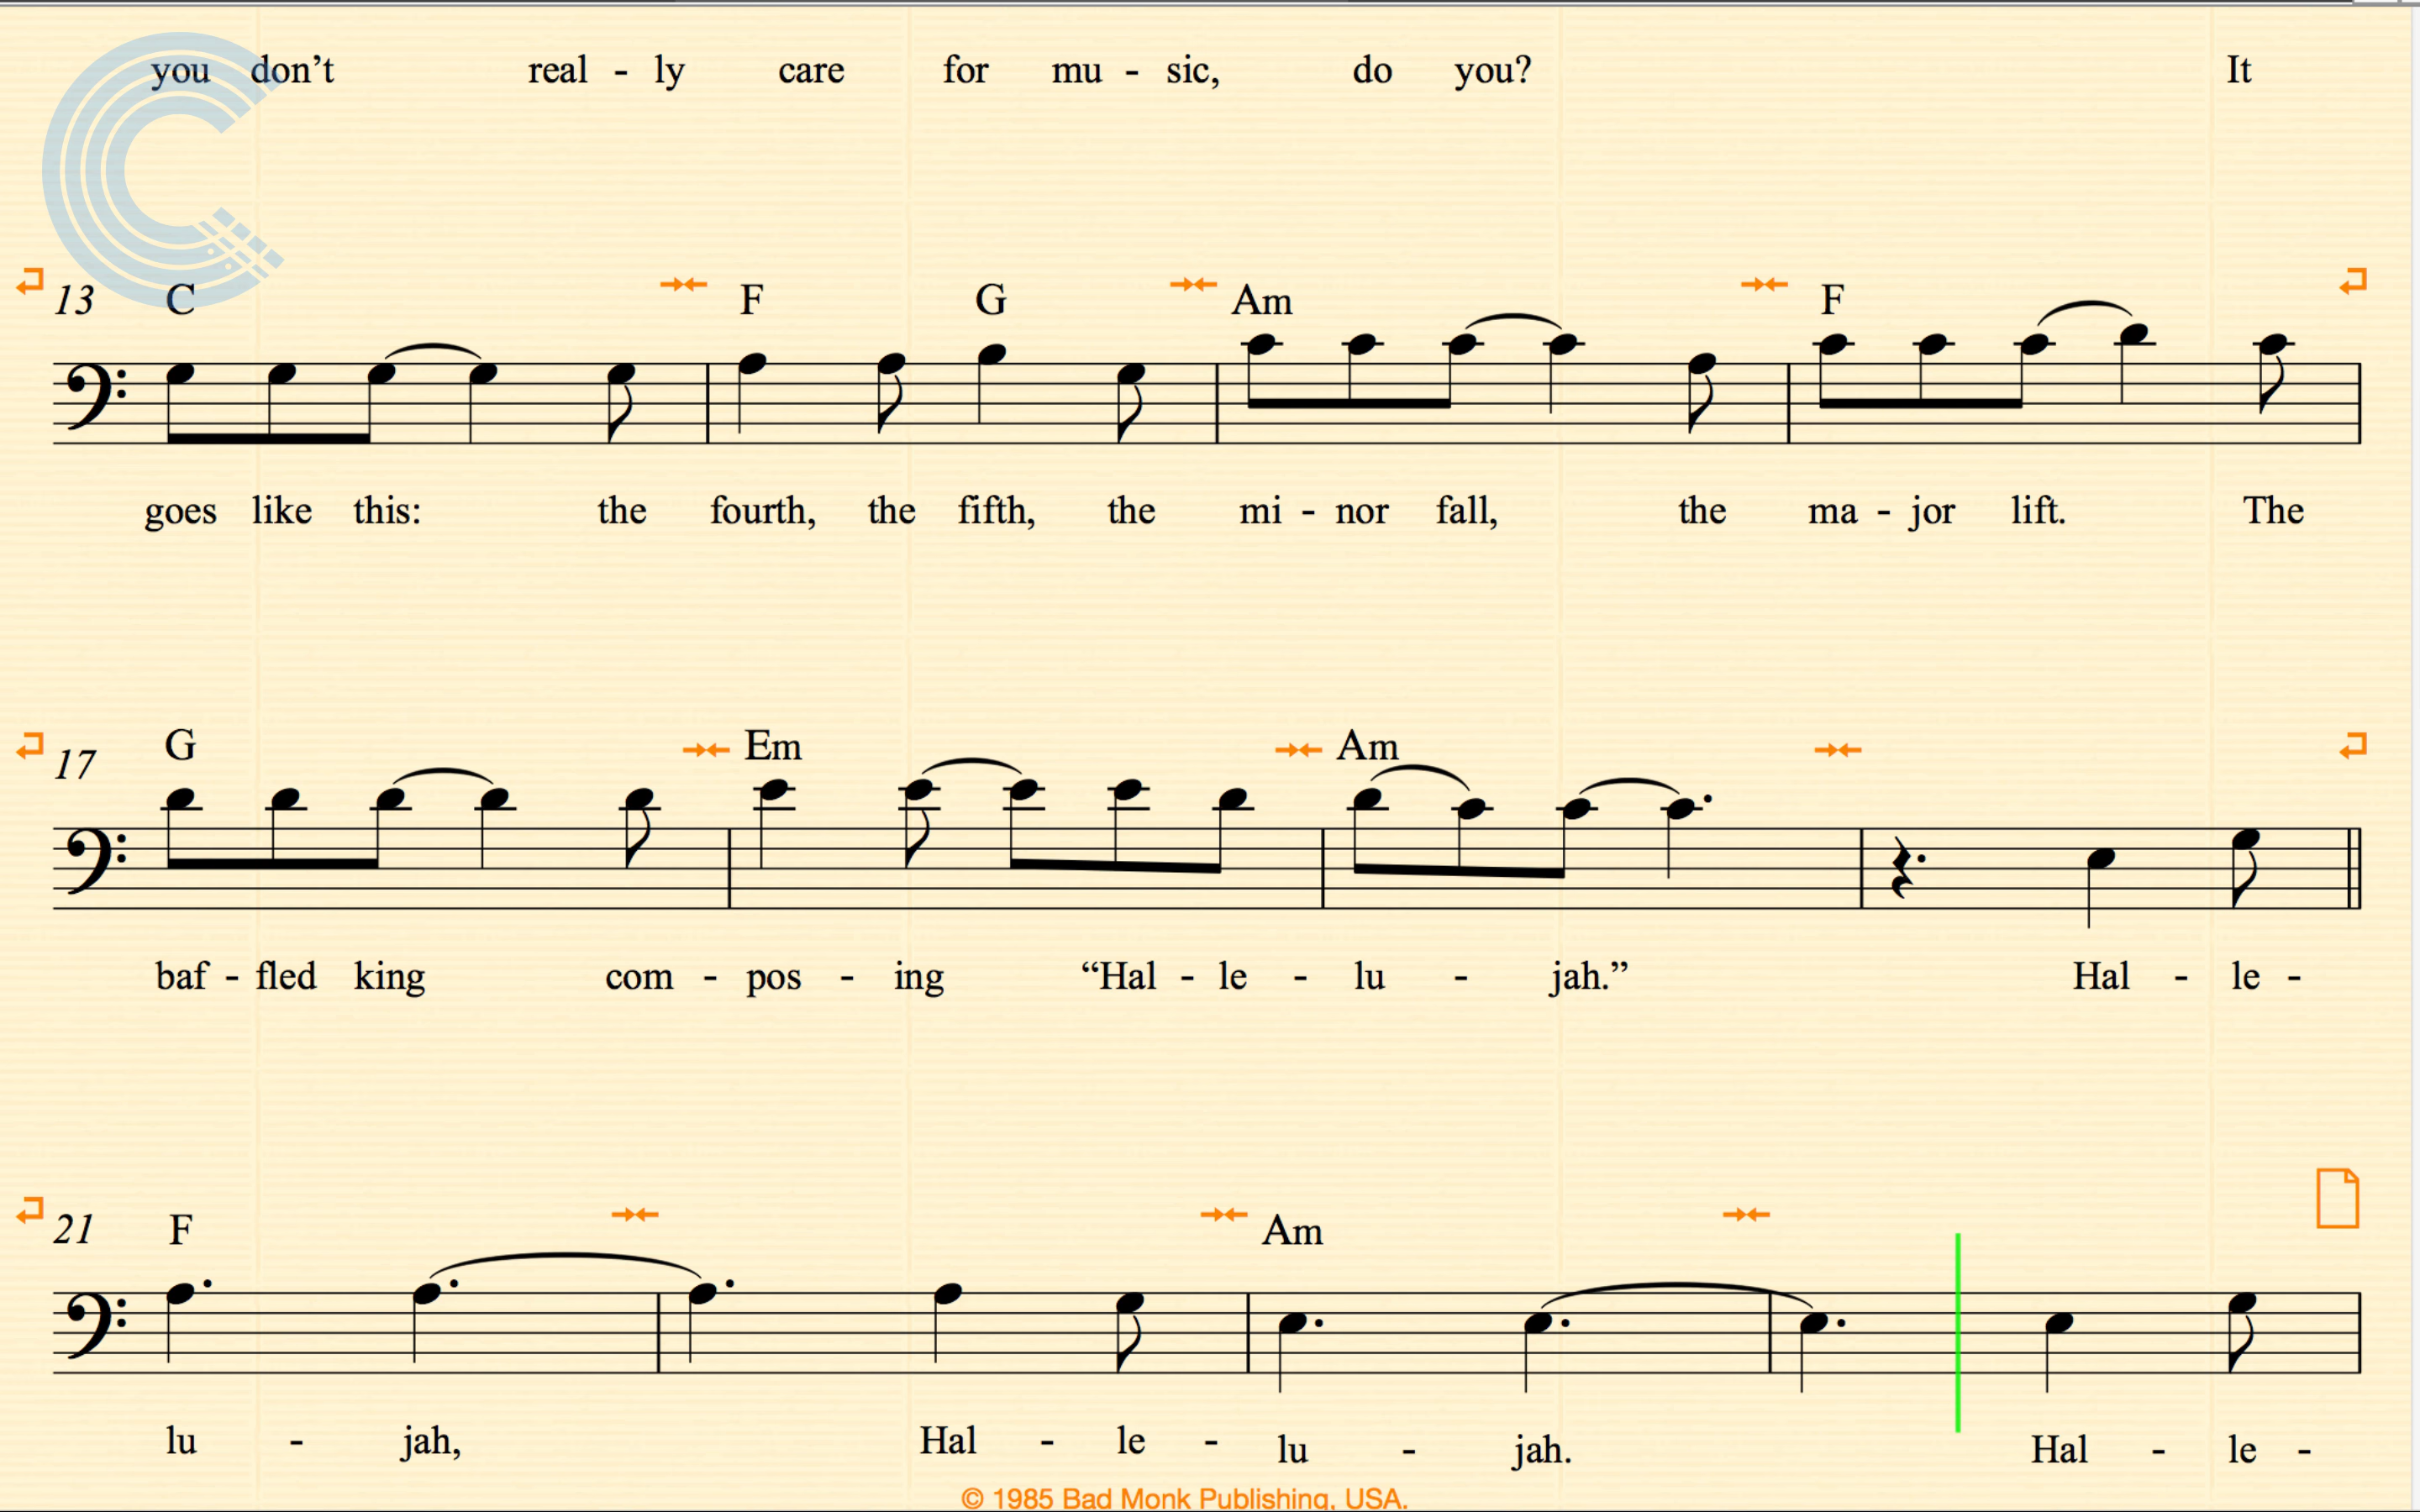 you don’t real - ly care for mu - sic, do you? It
13 C F G Am F
goes like this: the fourth, the fifth, the mi - nor fall, the ma - jor lift. The
17 G Em Am
baf - fled king com - pos - ing “Hal - le - lu - jah.” Hal - le -
21 F Am
lu - jah, Hal - le - lu - jah. Hal - le -
© 1985 Bad Monk Publishing, USA.